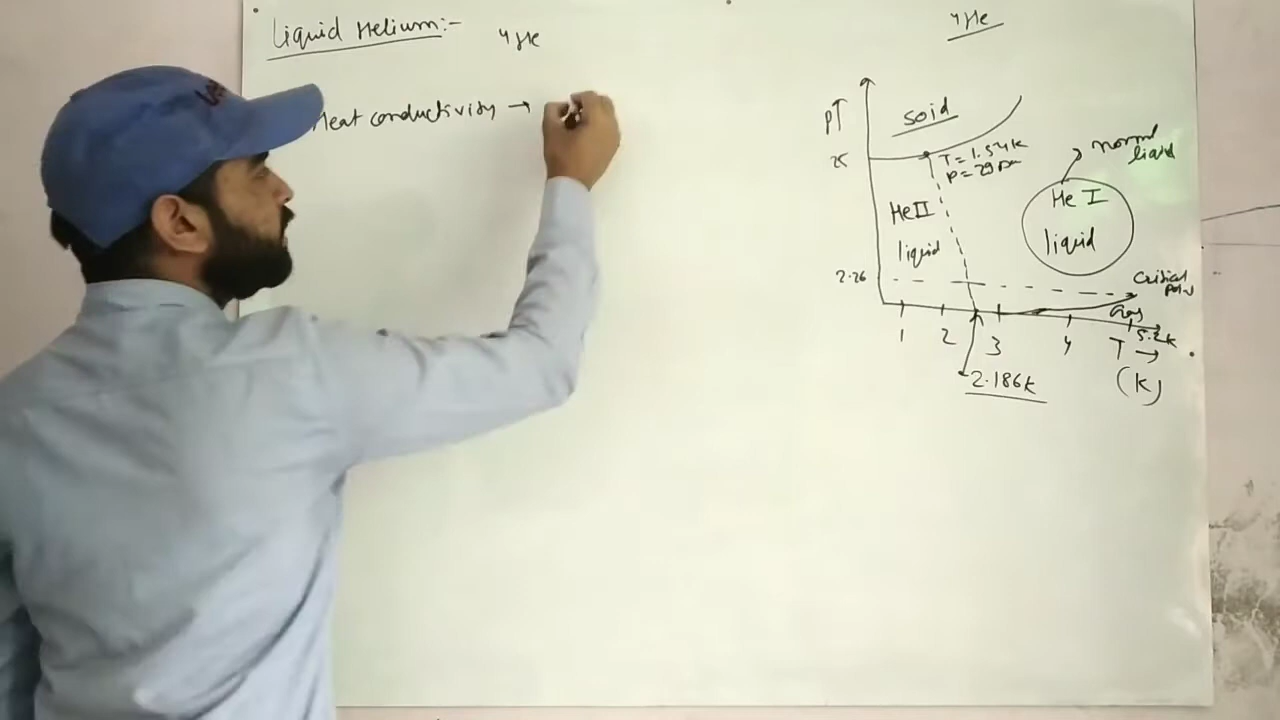 Liquid Helium:- ⁴He
Heat conductivity →
⁴He
P↑
Soid
25
T = 1.54K
P = 29
normal
liquid
He II
liquid
He I
liquid
2.26
Critical
Gas
1 2 3 4 5.2K
T →
(K)
2.186K